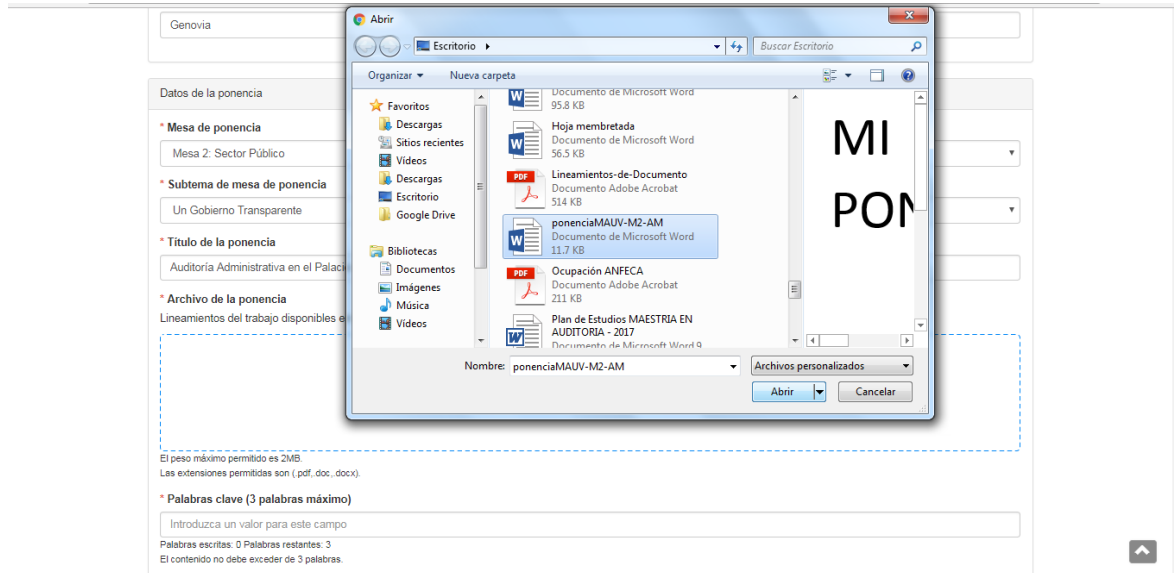 Genovia
Datos de la ponencia
* Mesa de ponencia
Mesa 2: Sector Público
* Subtema de mesa de ponencia
Un Gobierno Transparente
* Título de la ponencia
Auditoría Administrativa en el
* Archivo de la ponencia
Lineamientos del trabajo disponibles
El peso máximo permitido es 2MB.
Las extensiones permitidas son (.pdf,.doc,.docx).
* Palabras clave (3 palabras máximo)
Introduzca un valor para este campo
Palabras escritas: 0 Palabras restantes: 3
El contenido no debe exceder de 3 palabras.
Abrir
Escritorio
Buscar Escritorio
Organizar
Nueva carpeta
Favoritos
Descargas
Sitios recientes
Vídeos
Descargas
Escritorio
Google Drive
Bibliotecas
Documentos
Imágenes
Música
Vídeos
Documento de Microsoft Word
95.8 KB
Hoja membretada
Documento de Microsoft Word
56.5 KB
PDF
Lineamientos-de-Documento
Documento Adobe Acrobat
514 KB
ponenciaMAUV-M2-AM
Documento de Microsoft Word
11.7 KB
PDF
Ocupación ANFECA
Documento Adobe Acrobat
211 KB
Plan de Estudios MAESTRIA EN
AUDITORIA - 2017
Documento de Microsoft Word 9
MI
PON
Nombre: ponenciaMAUV-M2-AM
Archivos personalizados
Abrir
Cancelar